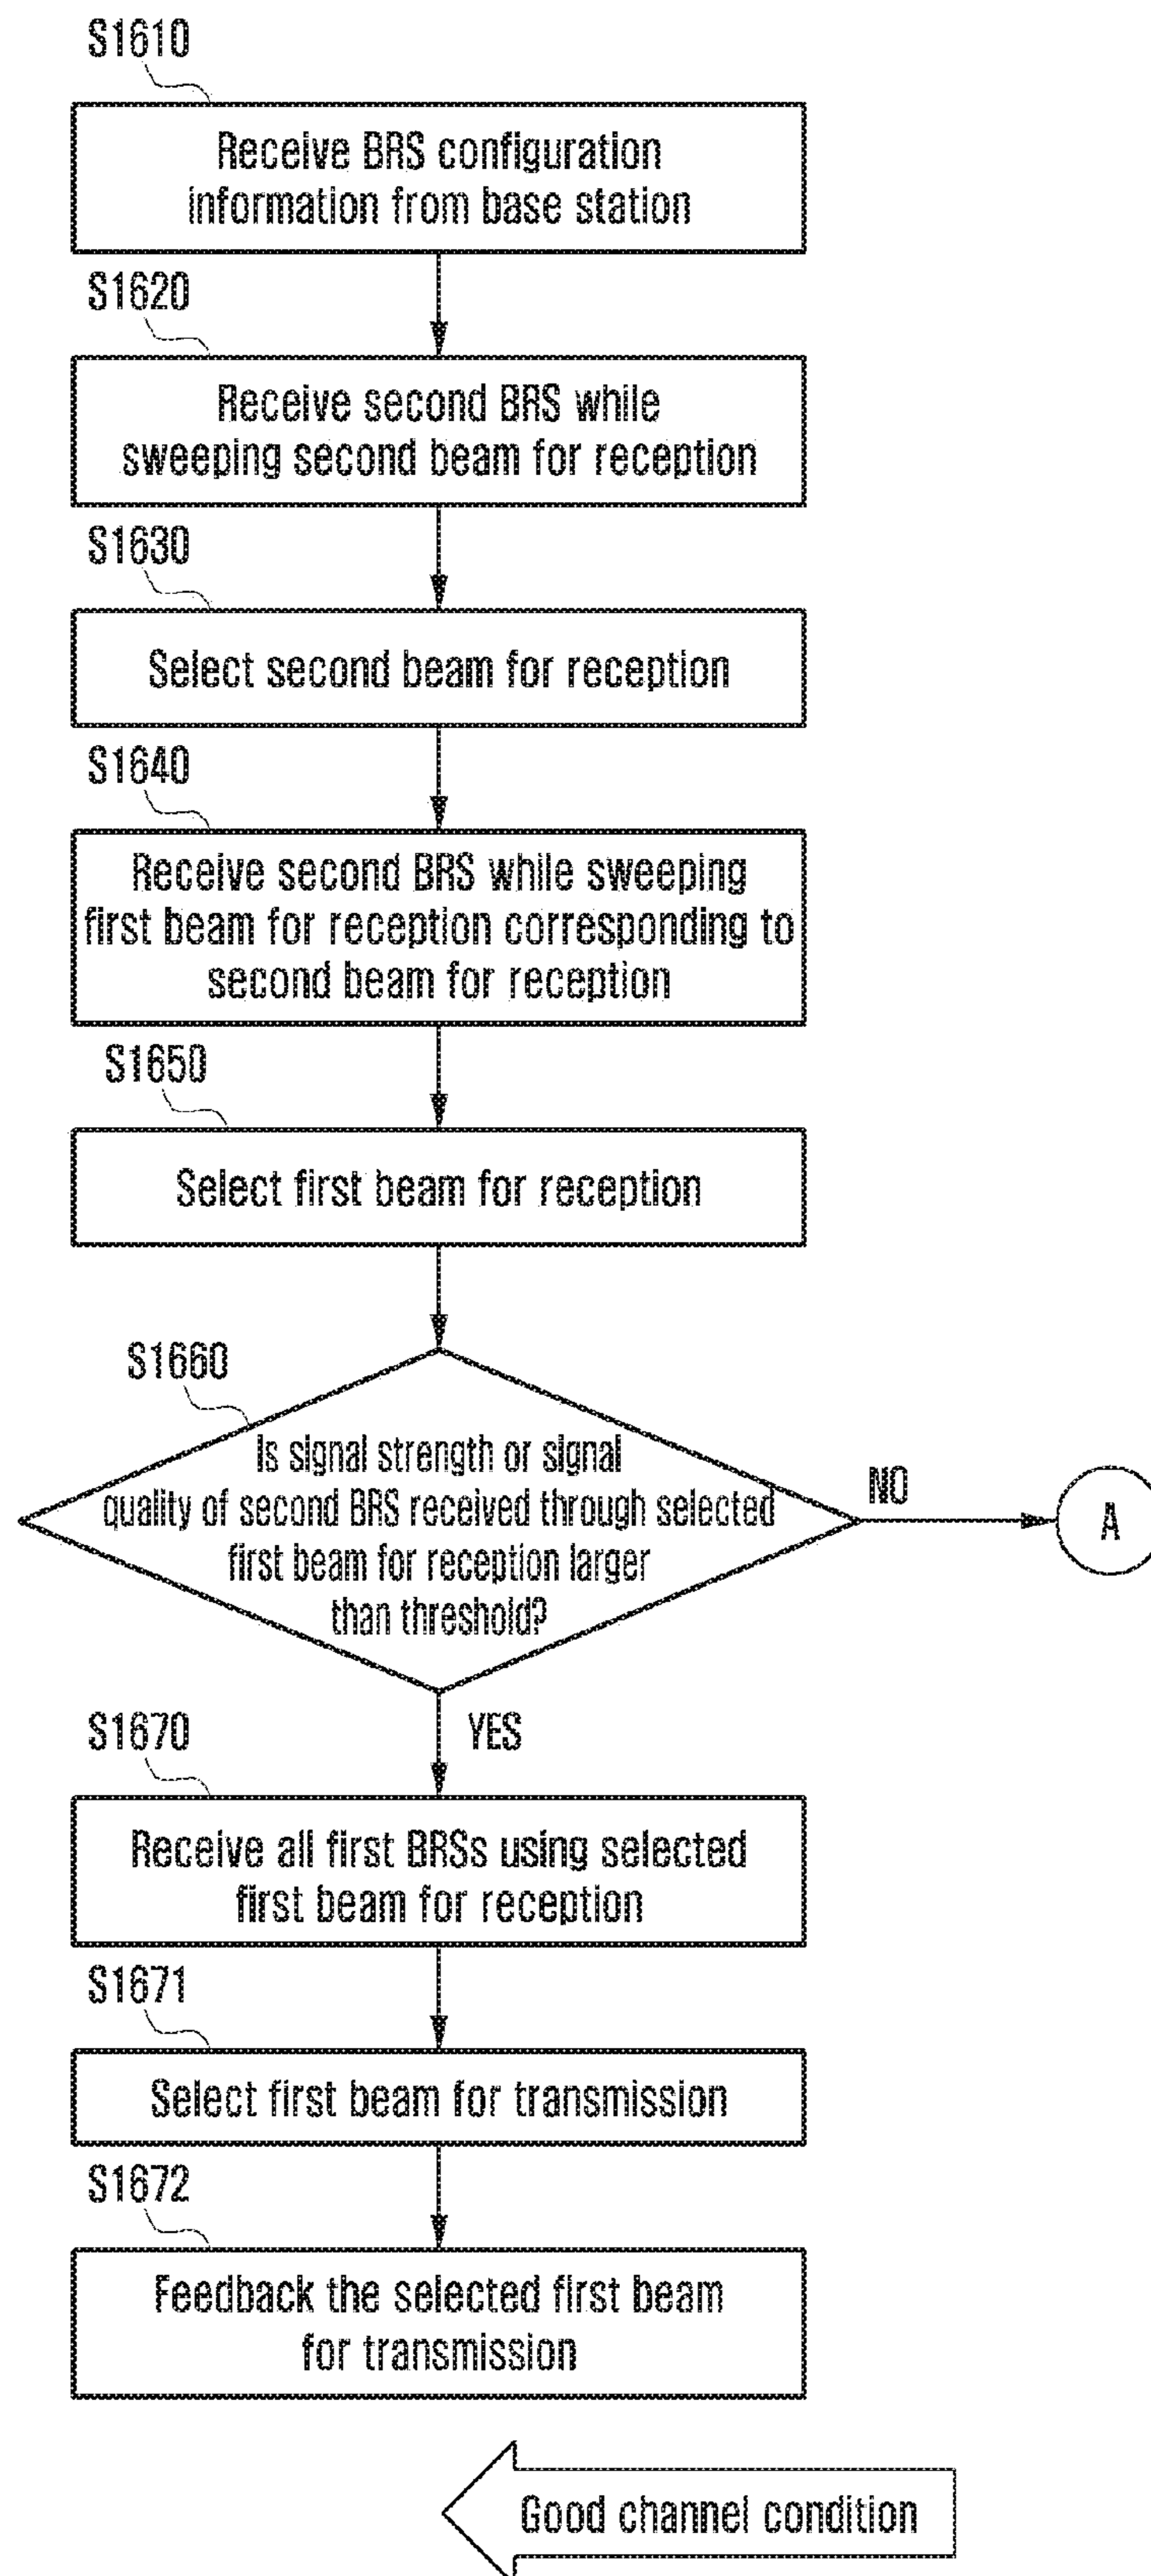 S1610
Receive BRS configuration
information from base station
S1620
Receive second BRS while
sweeping second beam for reception
S1630
Select second beam for reception
S1640
Receive second BRS while sweeping
first beam for reception corresponding to
second beam for reception
S1650
Select first beam for reception
S1660
Is signal strength or signal
quality of second BRS received through selected
first beam for reception larger
than threshold?
NO
A
YES
S1670
Receive all first BRSs using selected
first beam for reception
S1671
Select first beam for transmission
S1672
Feedback the selected first beam
for transmission
Good channel condition